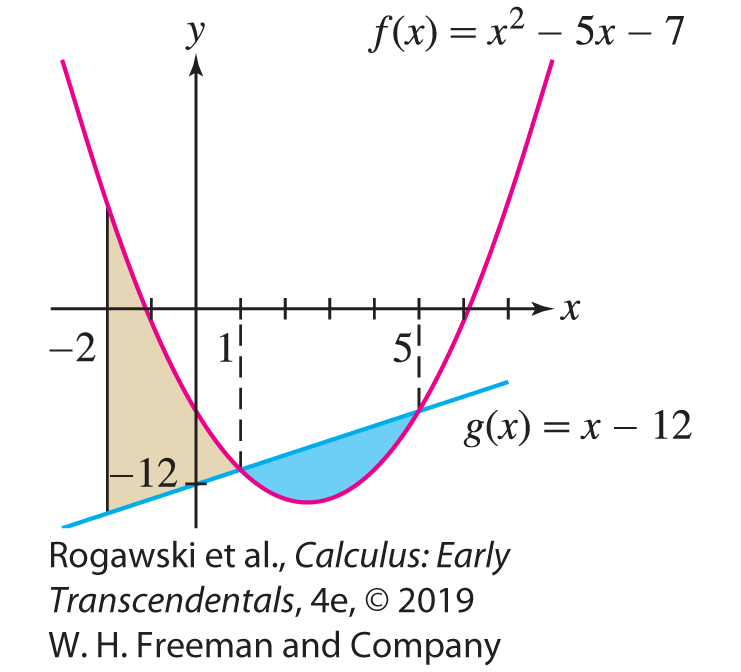 y
f(x) = x² − 5x − 7
x
−2
1
5
g(x) = x − 12
−12
Rogawski et al., Calculus: Early
Transcendentals, 4e, © 2019
W. H. Freeman and Company